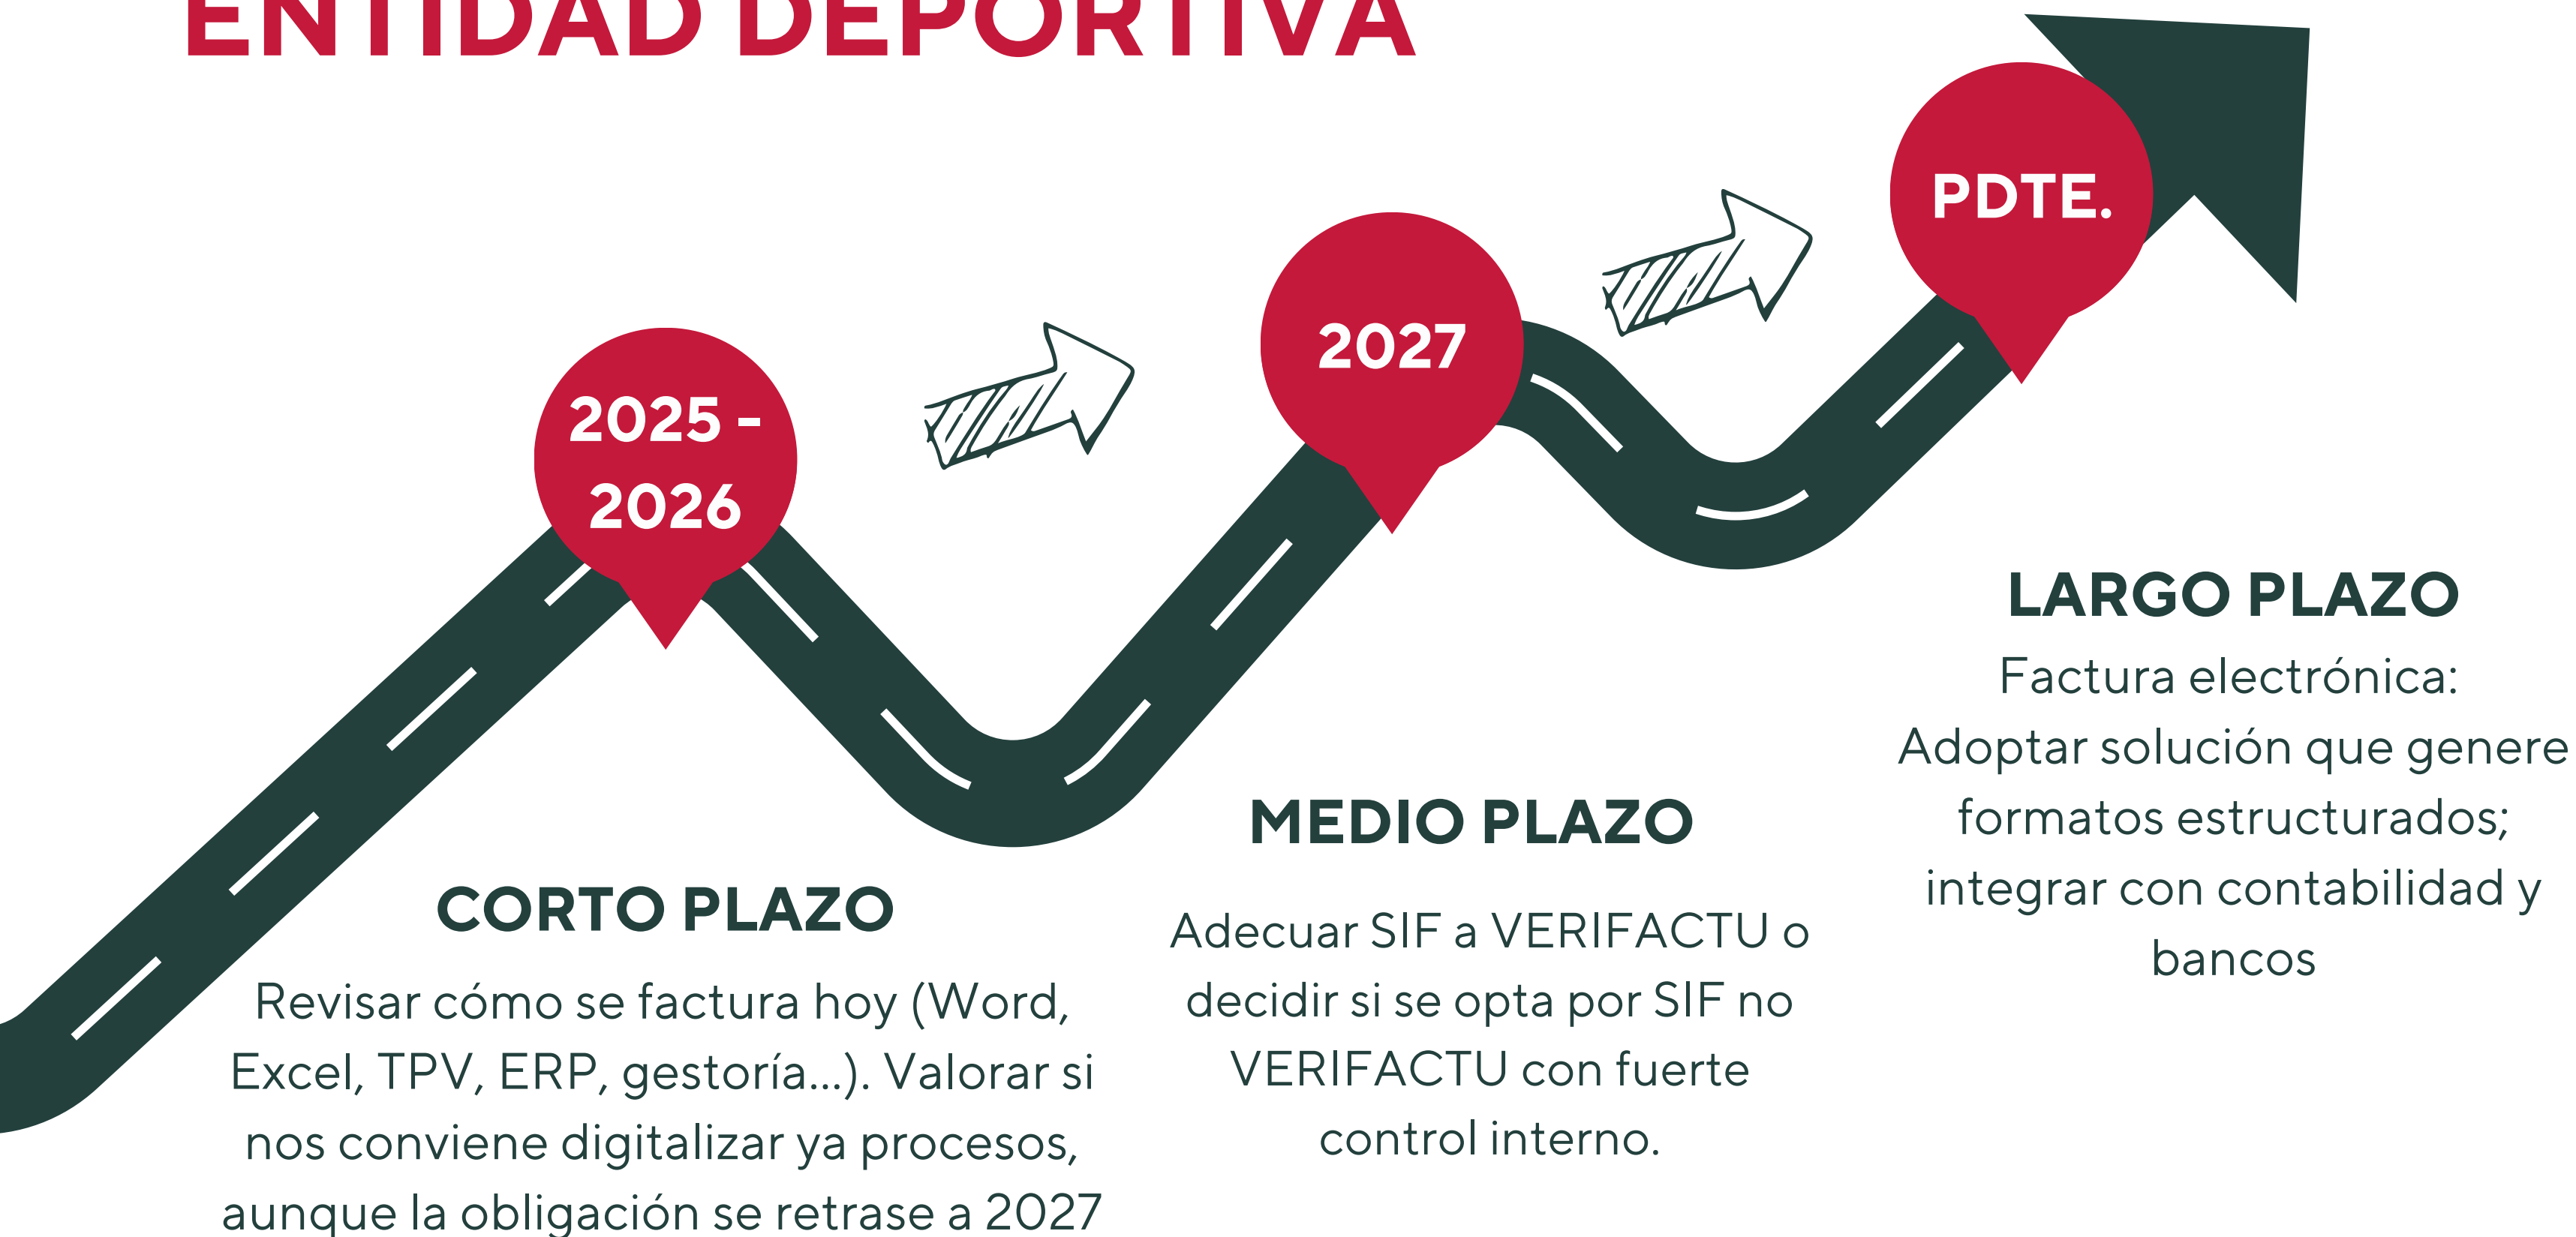 ENTIDAD DEPORTIVA
2025 -
2026
2027
PDTE.
CORTO PLAZO
Revisar cómo se factura hoy (Word,
Excel, TPV, ERP, gestoría...). Valorar si
nos conviene digitalizar ya procesos,
aunque la obligación se retrase a 2027
MEDIO PLAZO
Adecuar SIF a VERIFACTU o
decidir si se opta por SIF no
VERIFACTU con fuerte
control interno.
LARGO PLAZO
Factura electrónica:
Adoptar solución que genere
formatos estructurados;
integrar con contabilidad y
bancos